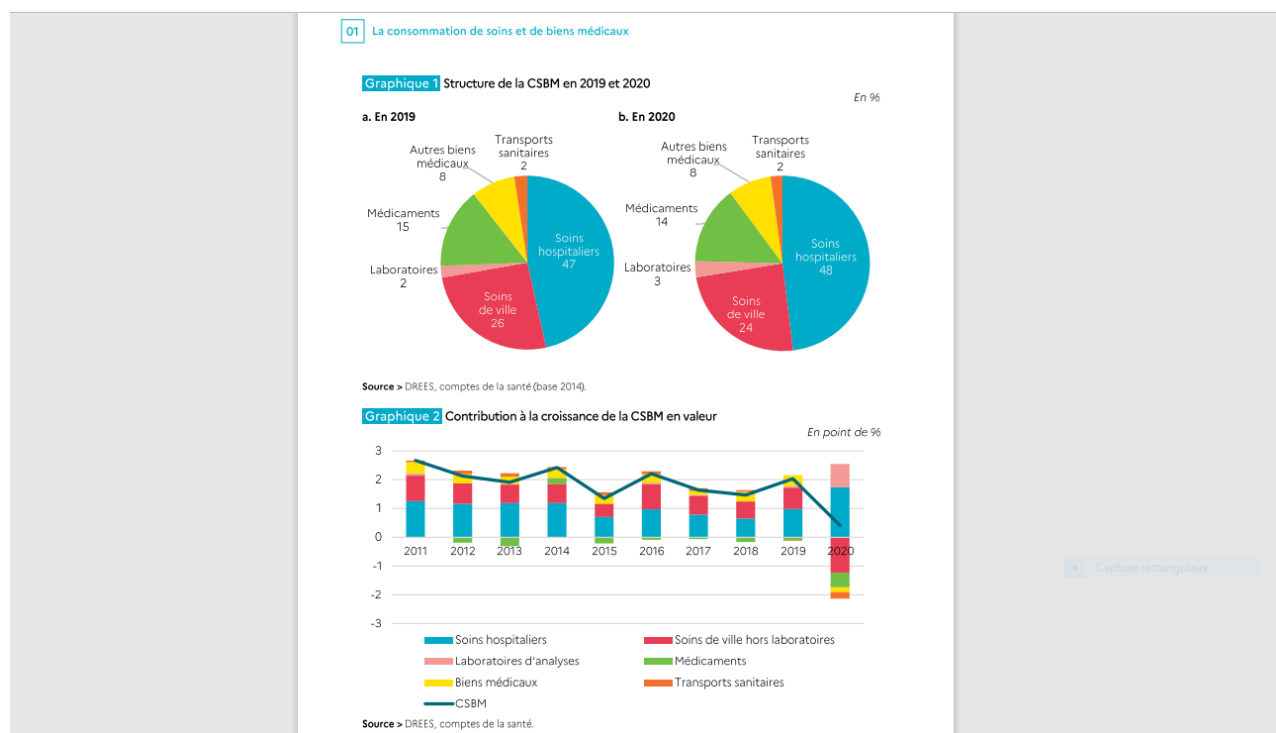 01 La consommation de soins et de biens médicaux
Graphique 1 Structure de la CSBM en 2019 et 2020
En %
a. En 2019
b. En 2020
Transports
sanitaires
2
Autres biens
médicaux
8
Médicaments
15
Laboratoires
2
Soins
de ville
26
Soins
hospitaliers
47
Transports
sanitaires
2
Autres biens
médicaux
8
Médicaments
14
Laboratoires
3
Soins
de ville
24
Soins
hospitaliers
48
Source > DREES, comptes de la santé (base 2014).
Graphique 2 Contribution à la croissance de la CSBM en valeur
En point de %
3
2
1
0
2011 2012 2013 2014 2015 2016 2017 2018 2019 2020
-1
-2
-3
Soins hospitaliers
Soins de ville hors laboratoires
Laboratoires d'analyses
Médicaments
Biens médicaux
Transports sanitaires
CSBM
Source > DREES, comptes de la santé.
Capture rectangulaire